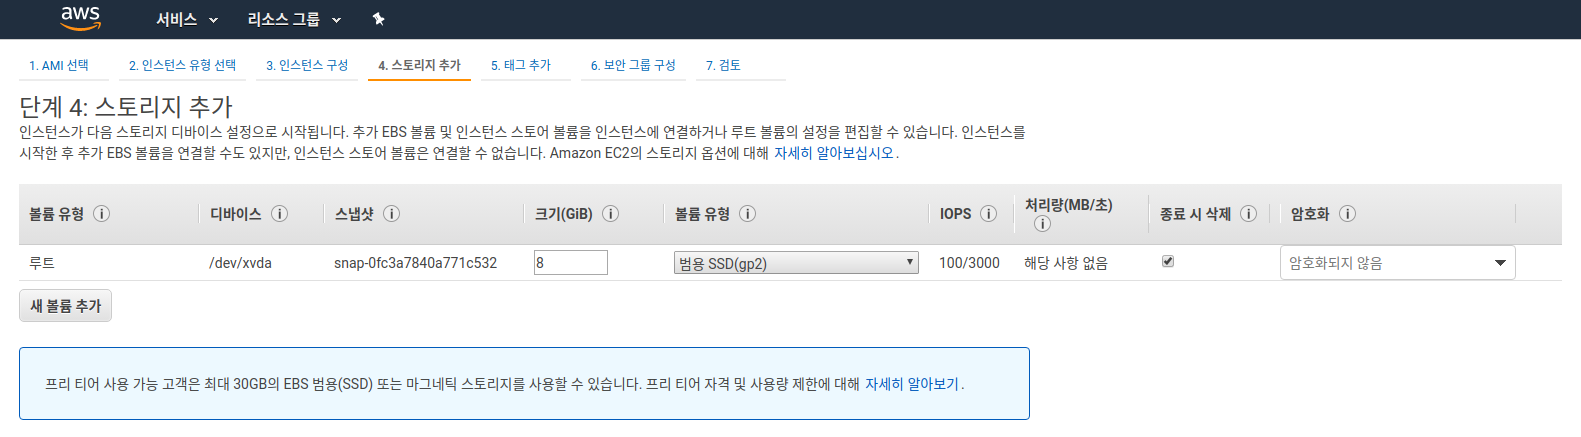 aws 서비스 리소스 그룹
1. AMI 선택 2. 인스턴스 유형 선택 3. 인스턴스 구성 4. 스토리지 추가 5. 태그 추가 6. 보안 그룹 구성 7. 검토
단계 4: 스토리지 추가
인스턴스가 다음 스토리지 디바이스 설정으로 시작됩니다. 추가 EBS 볼륨 및 인스턴스 스토어 볼륨을 인스턴스에 연결하거나 루트 볼륨의 설정을 편집할 수 있습니다. 인스턴스를
시작한 후 추가 EBS 볼륨을 연결할 수도 있지만, 인스턴스 스토어 볼륨은 연결할 수 없습니다. Amazon EC2의 스토리지 옵션에 대해 자세히 알아보십시오.
볼륨 유형 i 디바이스 i 스냅샷 i 크기(GiB) i 볼륨 유형 i IOPS i 처리량(MB/초) i 종료 시 삭제 i 암호화 i
루트 /dev/xvda snap-0fc3a7840a771c532 8 범용 SSD(gp2) 100/3000 해당 사항 없음 암호화되지 않음
새 볼륨 추가
프리 티어 사용 가능 고객은 최대 30GB의 EBS 범용(SSD) 또는 마그네틱 스토리지를 사용할 수 있습니다. 프리 티어 자격 및 사용량 제한에 대해 자세히 알아보기.